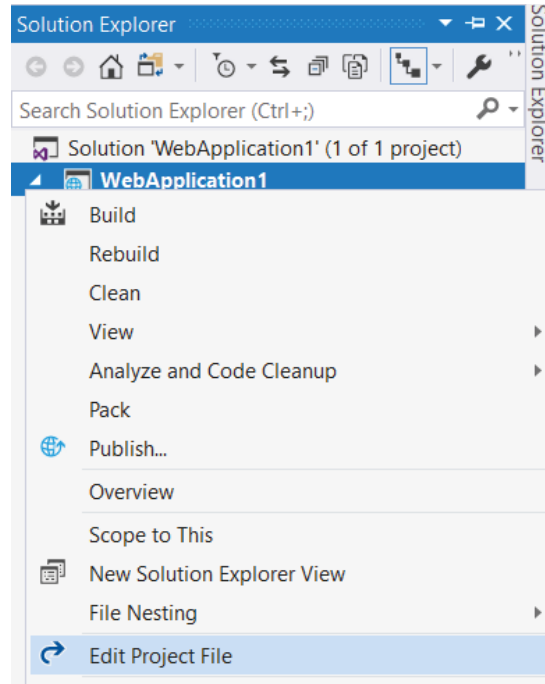 Solution Explorer
Solution Explorer
Search Solution Explorer (Ctrl+;)
Solution 'WebApplication1' (1 of 1 project)
WebApplication1
Build
Rebuild
Clean
View
Analyze and Code Cleanup
Pack
Publish...
Overview
Scope to This
New Solution Explorer View
File Nesting
Edit Project File